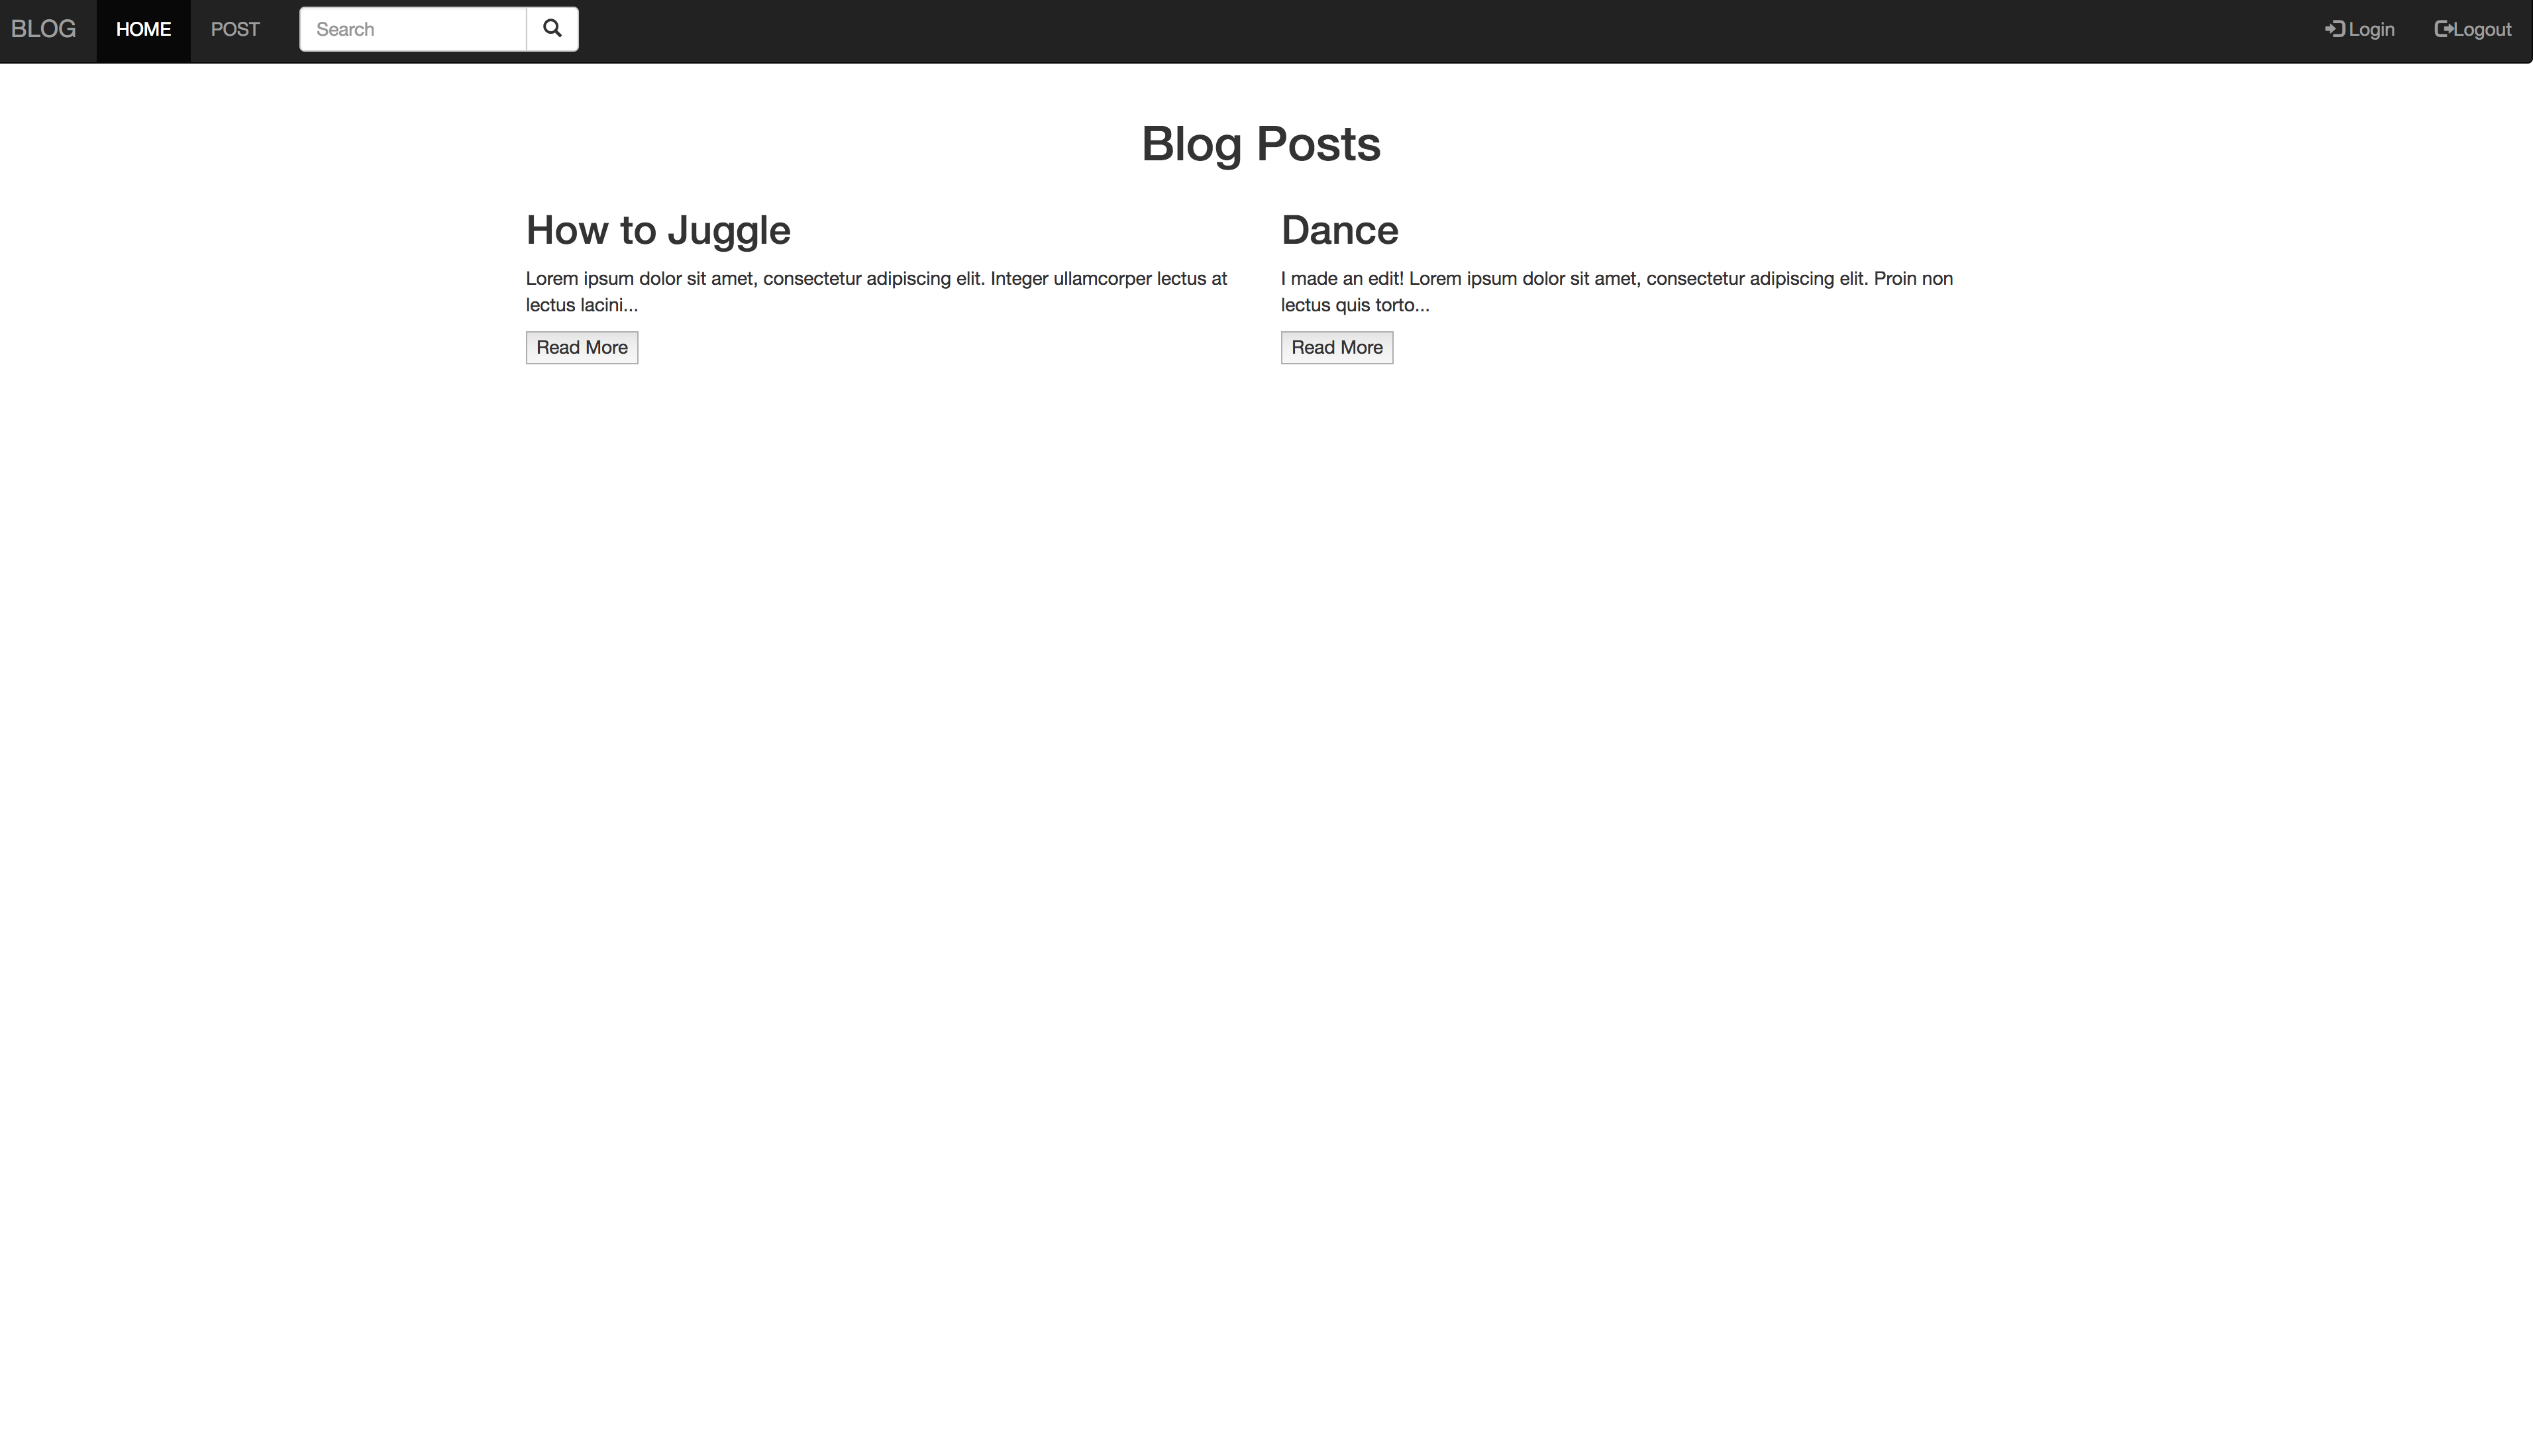 BLOG HOME POST Search Login Logout
Blog Posts
How to Juggle
Lorem ipsum dolor sit amet, consectetur adipiscing elit. Integer ullamcorper lectus at
lectus lacini...
Read More
Dance
I made an edit! Lorem ipsum dolor sit amet, consectetur adipiscing elit. Proin non
lectus quis torto...
Read More